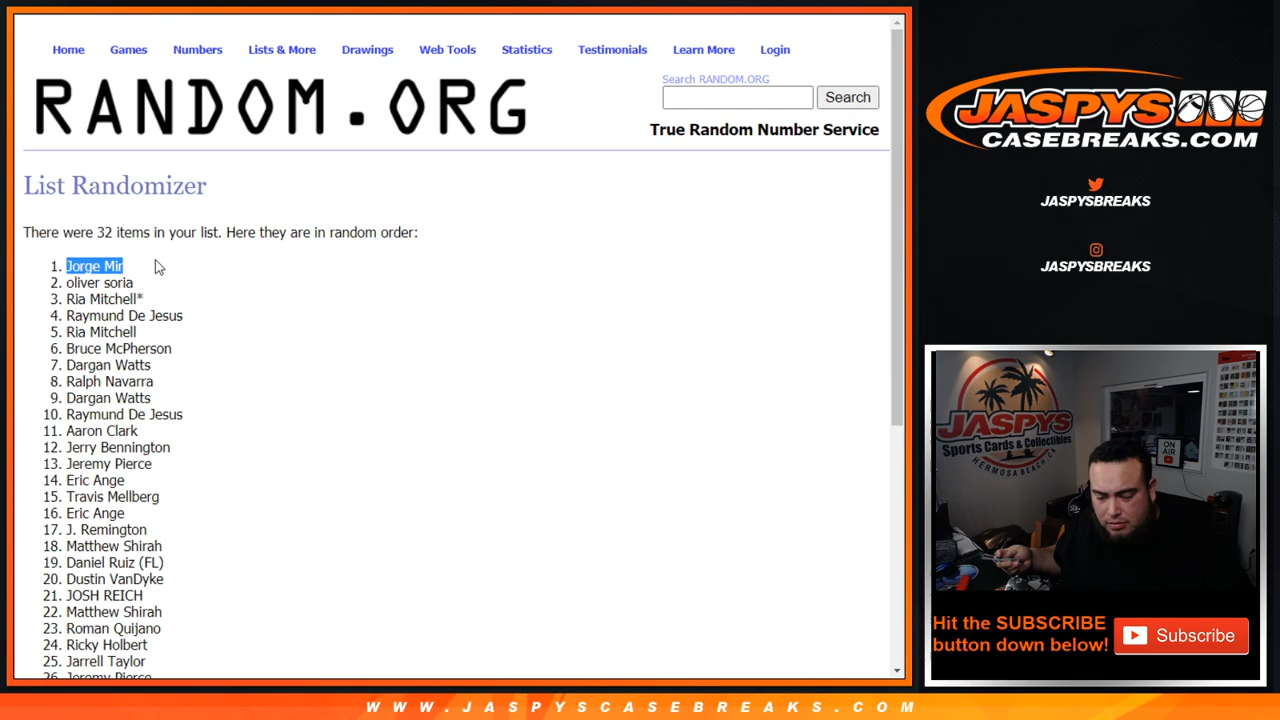 Home Games Numbers Lists & More Drawings Web Tools Statistics Testimonials Learn More Login
RANDOM.ORG
Search RANDOM.ORG
Search
True Random Number Service
List Randomizer
There were 32 items in your list. Here they are in random order:
1. Jorge Mir
2. oliver soria
3. Ria Mitchell*
4. Raymund De Jesus
5. Ria Mitchell
6. Bruce McPherson
7. Dargan Watts
8. Ralph Navarra
9. Dargan Watts
10. Raymund De Jesus
11. Aaron Clark
12. Jerry Bennington
13. Jeremy Pierce
14. Eric Ange
15. Travis Mellberg
16. Eric Ange
17. J. Remington
18. Matthew Shirah
19. Daniel Ruiz (FL)
20. Dustin VanDyke
21. JOSH REICH
22. Matthew Shirah
23. Roman Quijano
24. Ricky Holbert
25. Jarrell Taylor
26. Jeremy Pierce
JASPYS
CASEBREAKS.COM
JASPYSBREAKS
JASPYSBREAKS
JASPYS
Sports Cards & Collectibles
HERMOSA BEACH, CA
ON AIR
Hit the SUBSCRIBE
button down below!
Subscribe
WWW.JASPYSCASEBREAKS.COM